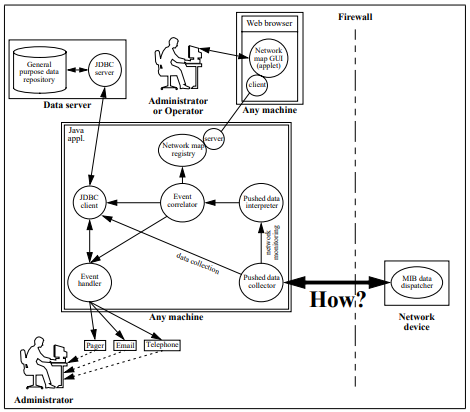 Web browser
Firewall
General
purpose data
repository
JDBC
server
Data server
Network
map GUI
(applet)
client
Administrator
or Operator
Any machine
Java
appl.
server
Network map
registry
JDBC
client
Event
correlator
Pushed data
interpreter
data collection
network
monitoring
Event
handler
Pushed data
collector
How?
MIB data
dispatcher
Any machine
Network
device
Pager
Email
Telephone
Administrator